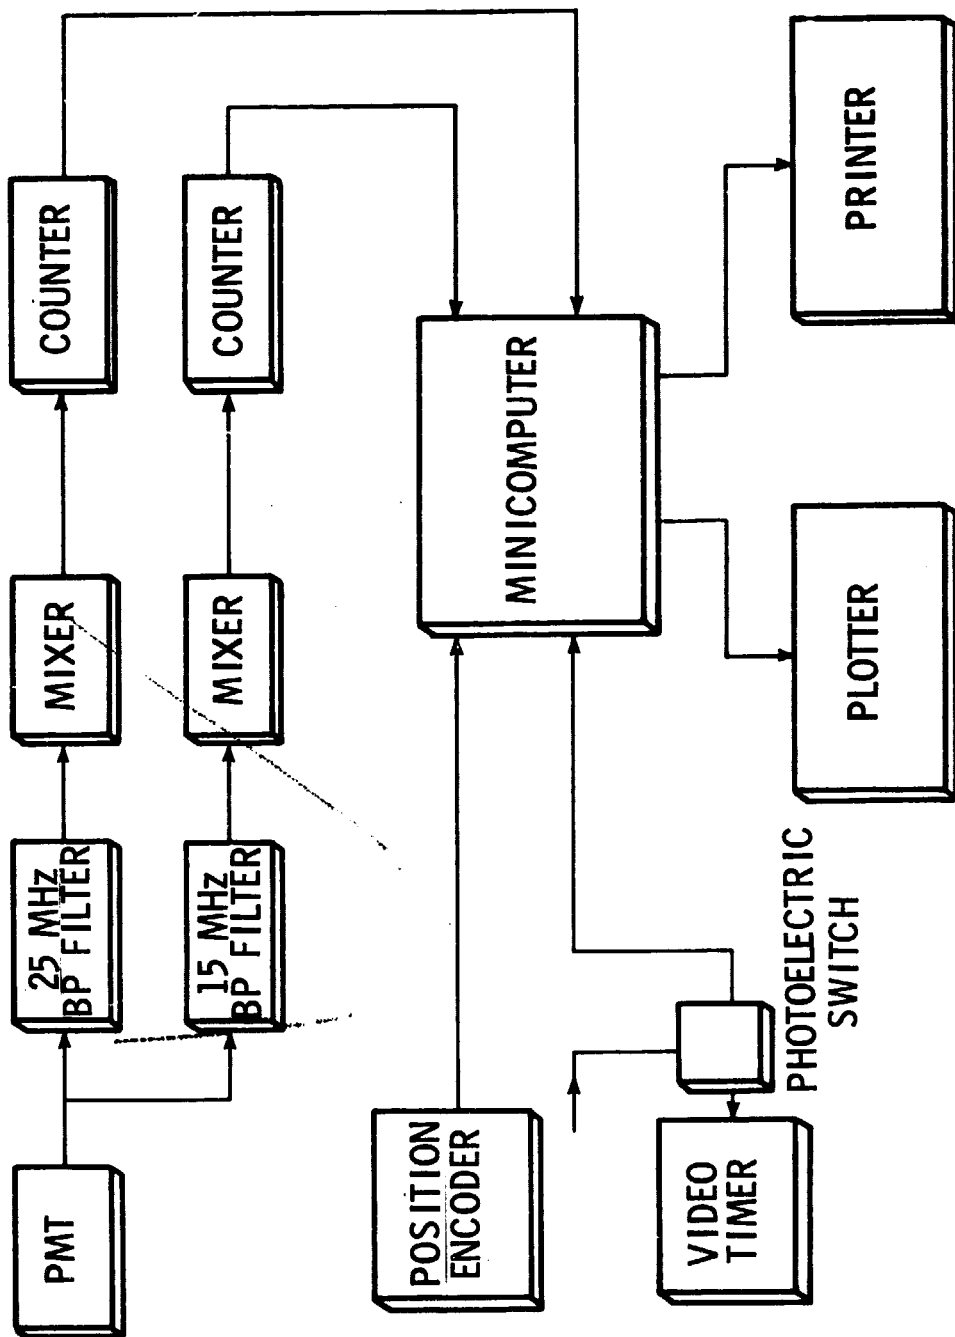 PMT
25 MHz
BP FILTER
MIXER
COUNTER
15 MHz
BP FILTER
MIXER
COUNTER
POSITION
ENCODER
MINICOMPUTER
VIDEO
TIMER
PHOTOELECTRIC
SWITCH
PLOTTER
PRINTER